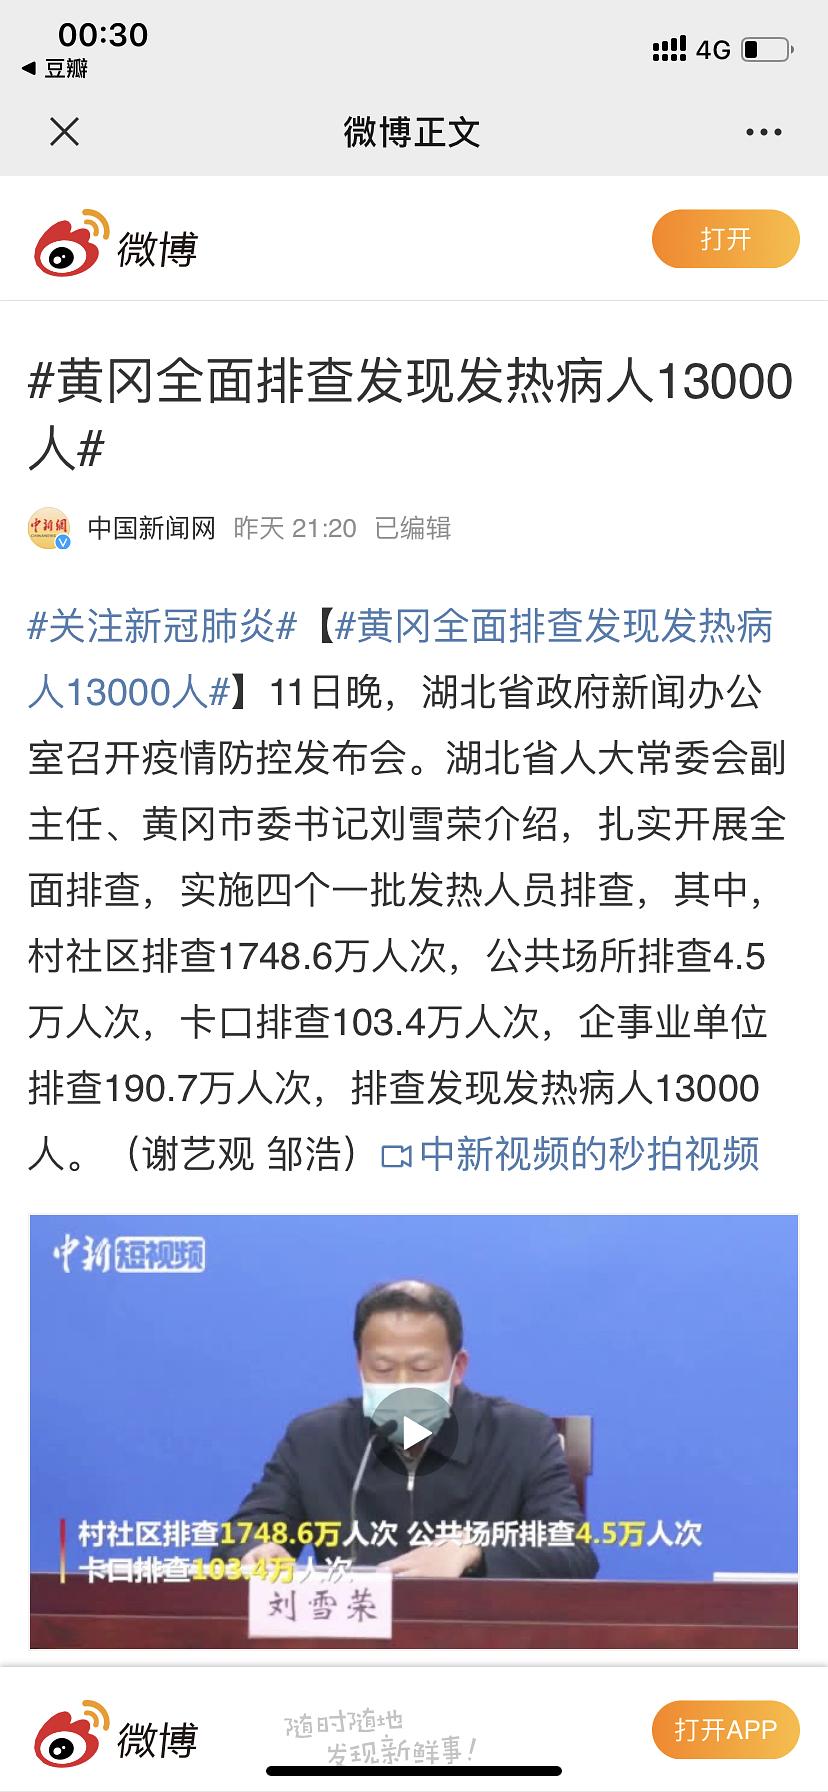 00:30
4G
◀ 豆瓣
微博正文
微博
打开
#黄冈全面排查发现发热病人13000
人#
中新网
中国新闻网 昨天 21:20 已编辑
#关注新冠肺炎#【#黄冈全面排查发现发热病
人13000人#】11日晚，湖北省政府新闻办公
室召开疫情防控发布会。湖北省人大常委会副
主任、黄冈市委书记刘雪荣介绍，扎实开展全
面排查，实施四个一批发热人员排查，其中，
村社区排查1748.6万人次，公共场所排查4.5
万人次，卡口排查103.4万人次，企事业单位
排查190.7万人次，排查发现发热病人13000
人。（谢艺观 邹浩）中新视频的秒拍视频
中新短视频
村社区排查1748.6万人次 公共场所排查4.5万人次
卡口排查103.4万人次
刘雪荣
微博
随时随地
发现新鲜事！
打开APP